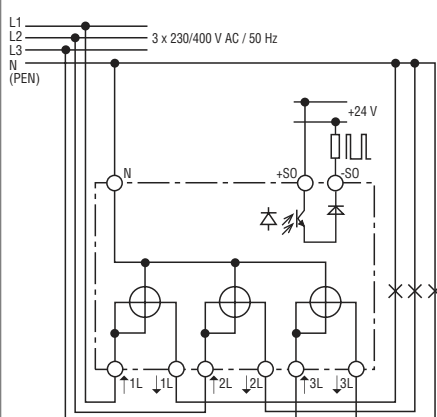 L1
L2
3 x 230/400 V AC / 50 Hz
L3
N
(PEN)
+24 V
N
+SO
-SO
1L
1L
2L
2L
3L
3L